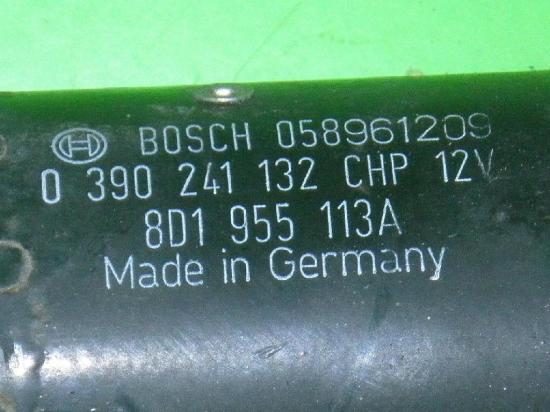 BOSCH 058961209
0 390 241 132 CHP 12V
8D1 955 113A
Made in Germany